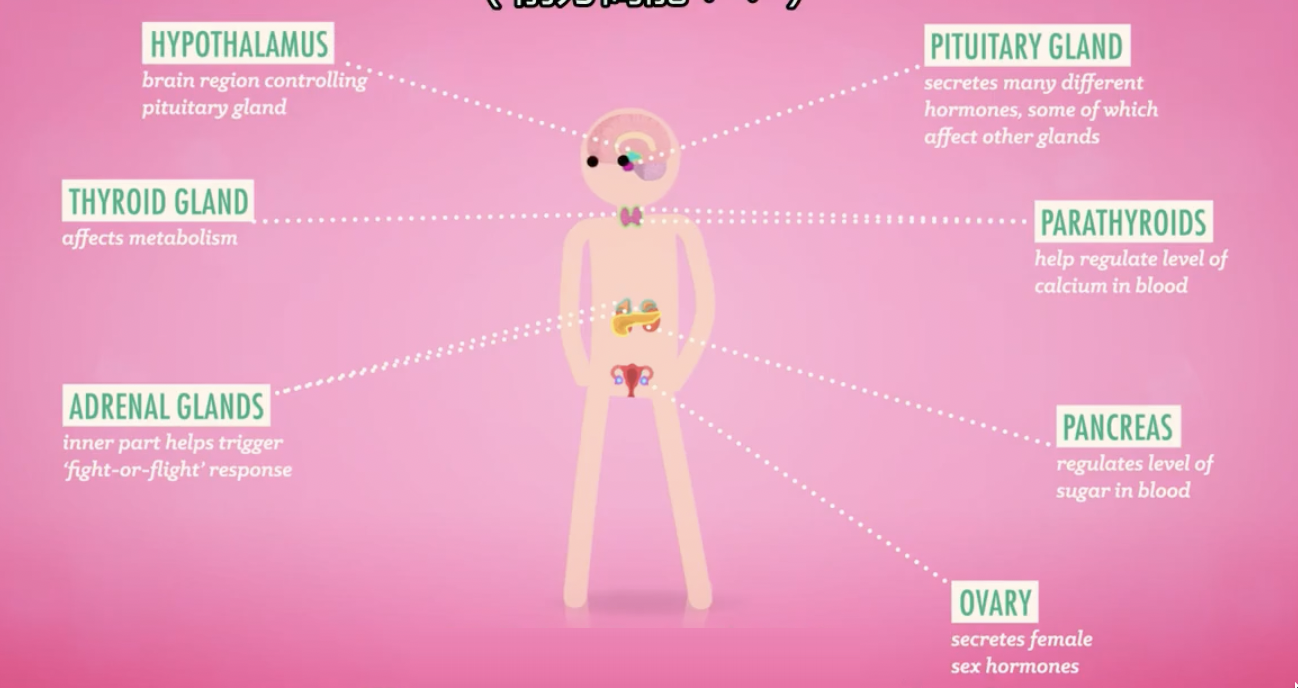 HYPOTHALAMUS
brain region controlling
pituitary gland
PITUITARY GLAND
secretes many different
hormones, some of which
affect other glands
THYROID GLAND
affects metabolism
PARATHYROIDS
help regulate level of
calcium in blood
ADRENAL GLANDS
inner part helps trigger
‘fight-or-flight’ response
PANCREAS
regulates level of
sugar in blood
OVARY
secretes female
sex hormones